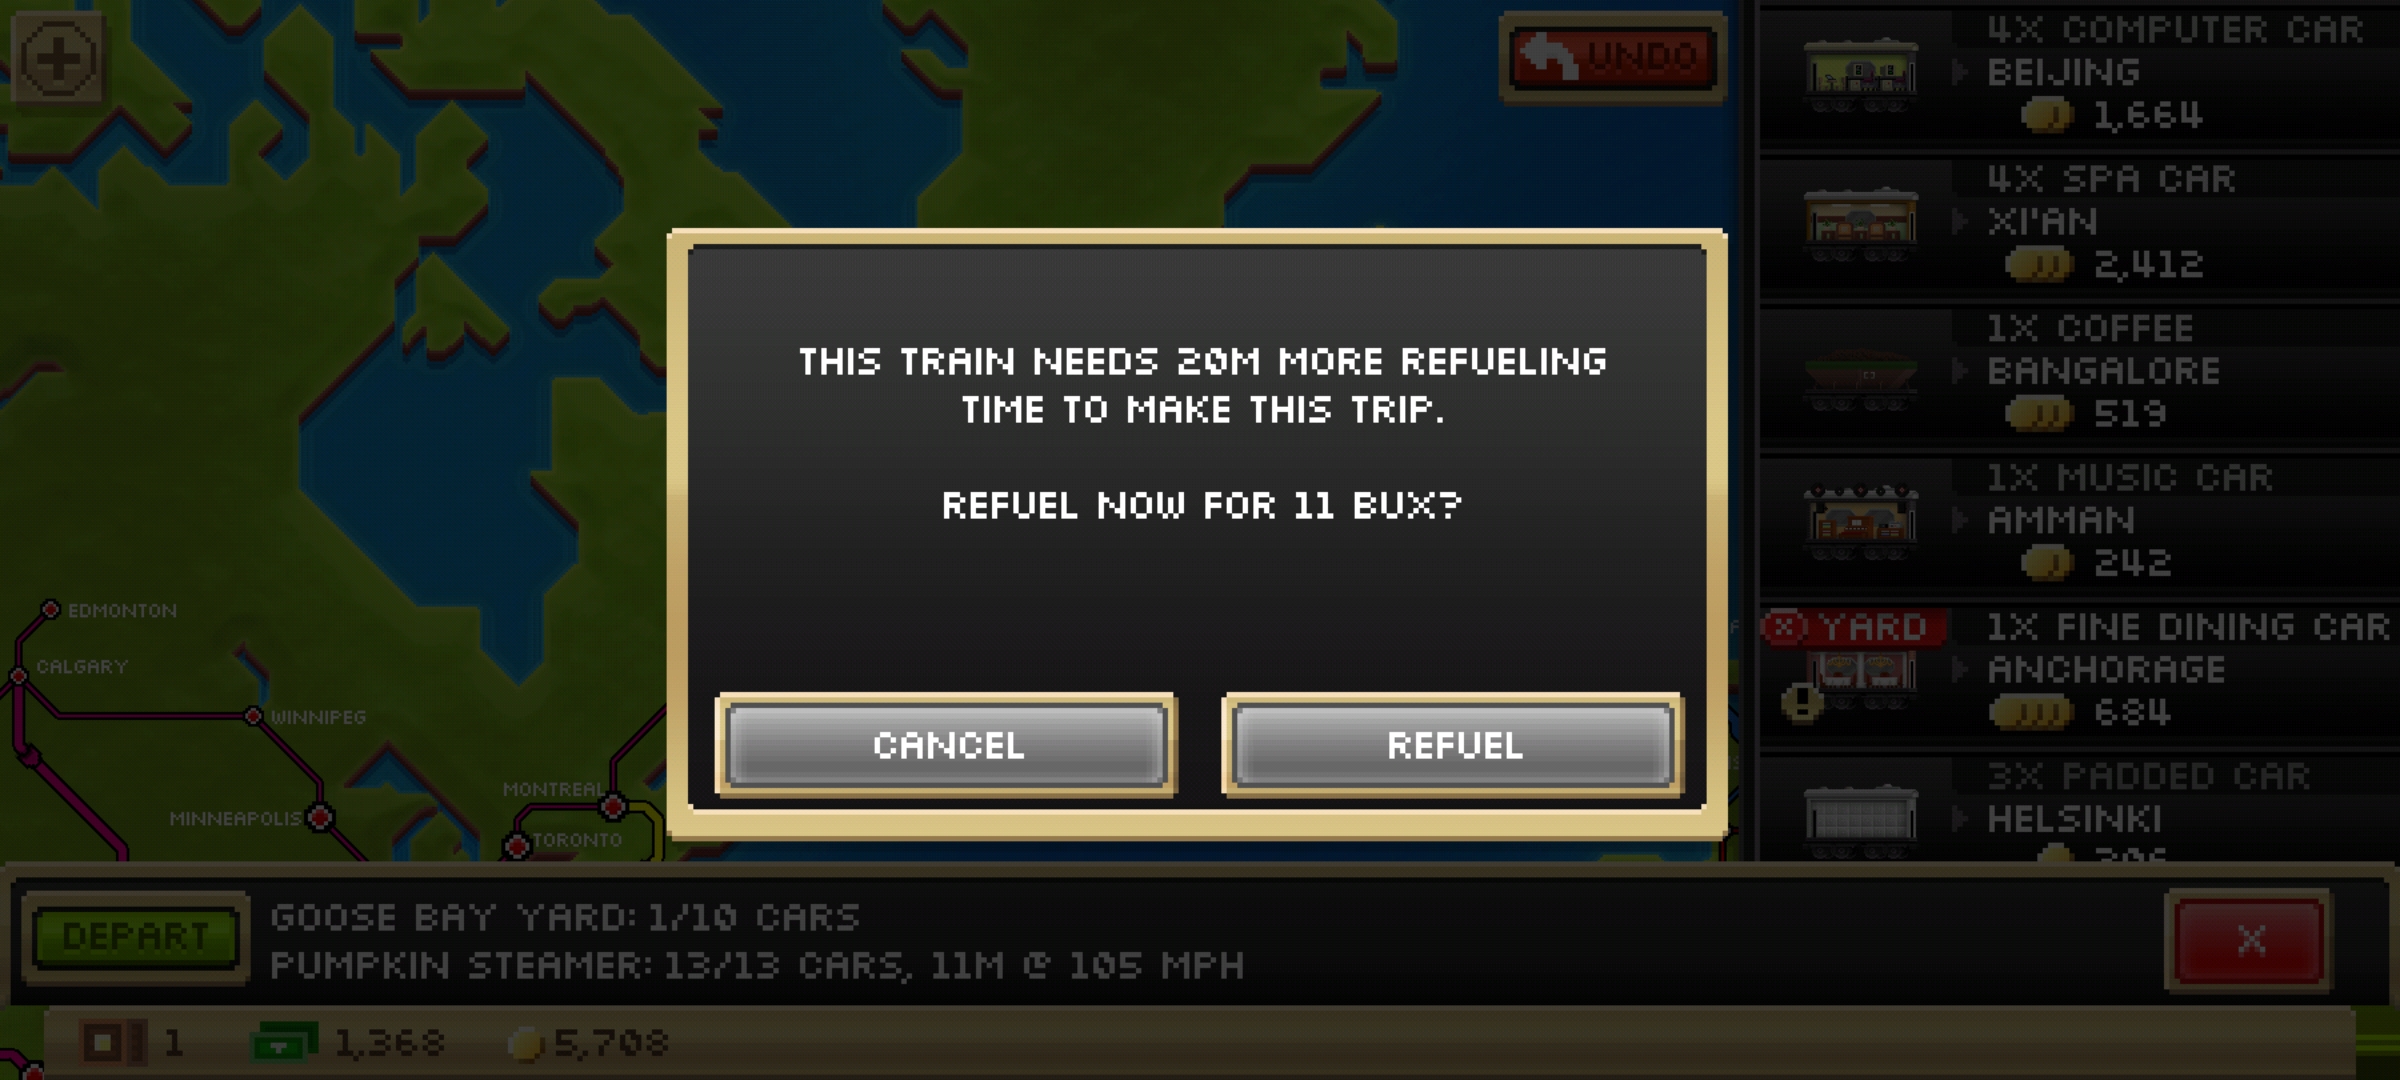 UNDO
4X COMPUTER CAR
BEIJING
1,664
4X SPA CAR
XI'AN
2,412
1X COFFEE
BANGALORE
519
1X MUSIC CAR
AMMAN
242
YARD
1X FINE DINING CAR
ANCHORAGE
684
3X PADDED CAR
HELSINKI
THIS TRAIN NEEDS 20M MORE REFUELING
TIME TO MAKE THIS TRIP.
REFUEL NOW FOR 11 BUX?
CANCEL
REFUEL
EDMONTON
CALGARY
WINNIPEG
MONTREAL
MINNEAPOLIS
TORONTO
DEPART
GOOSE BAY YARD: 1/10 CARS
PUMPKIN STEAMER: 13/13 CARS, 11M @ 105 MPH
X
1
1,368
5,708